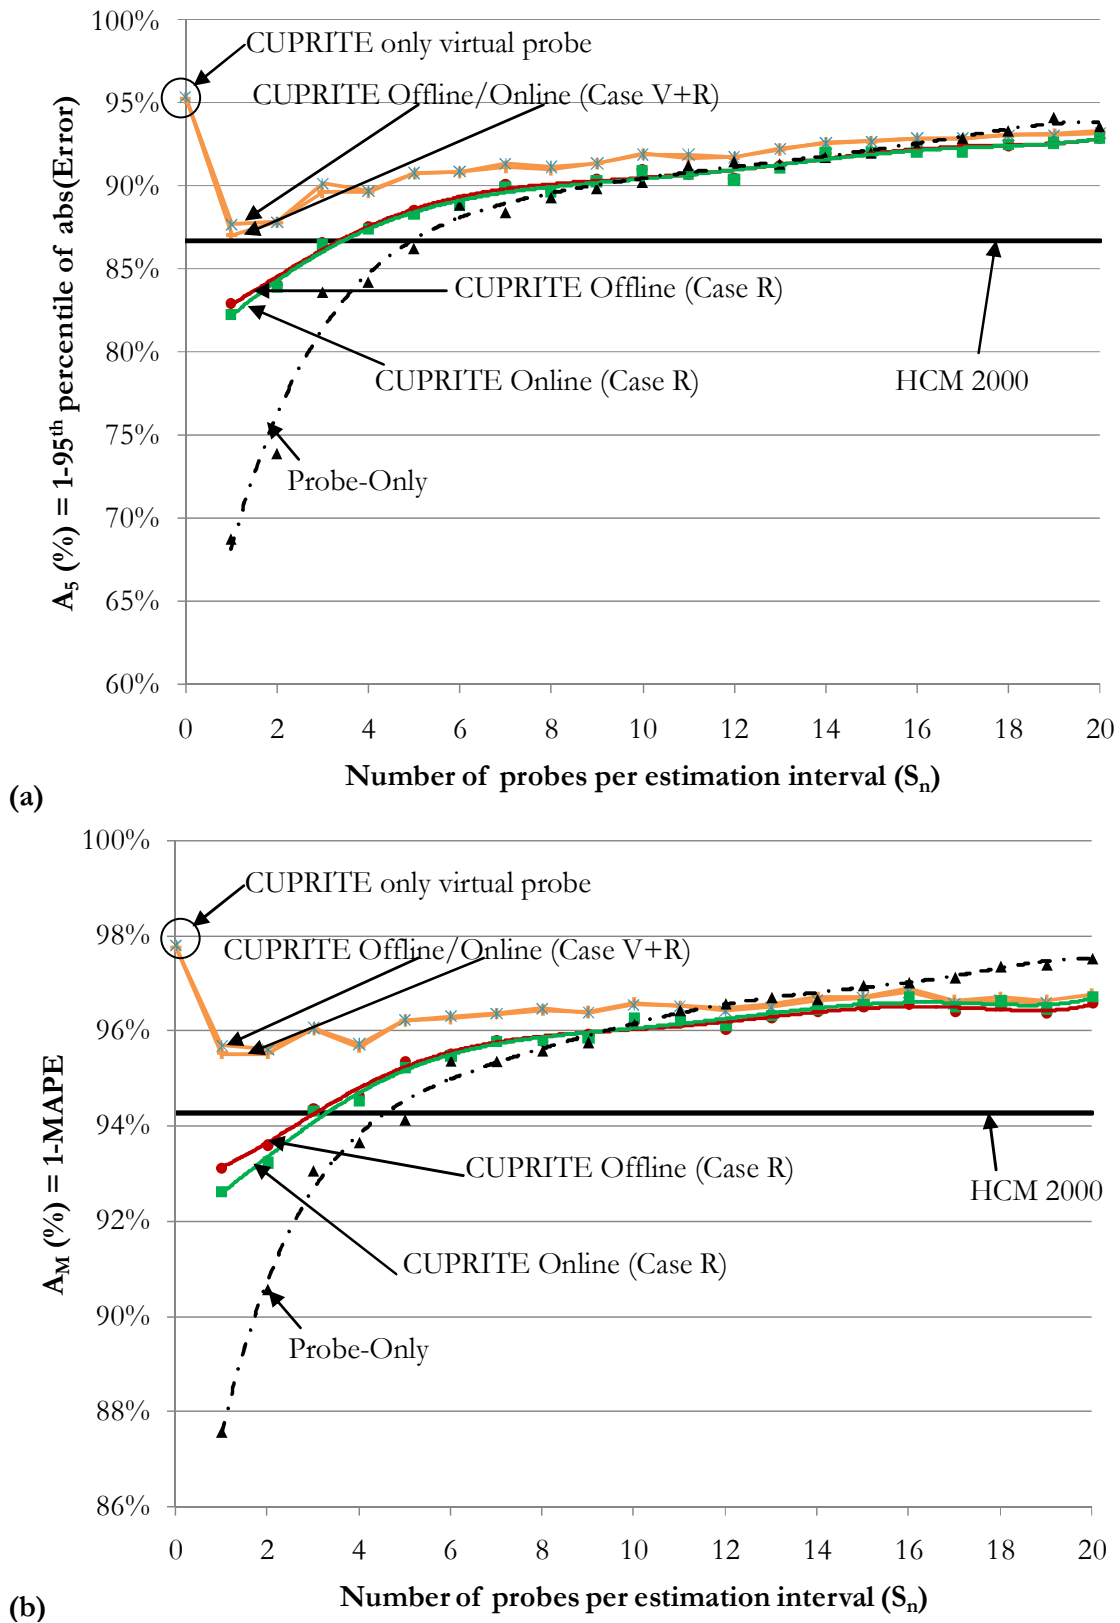 100%
95%
90%
85%
80%
75%
70%
65%
60%
A5 (%) = 1-95th percentile of abs(Error)
CUPRITE only virtual probe
CUPRITE Offline/Online (Case V+R)
CUPRITE Offline (Case R)
CUPRITE Online (Case R)
HCM 2000
Probe-Only
0 2 4 6 8 10 12 14 16 18 20
Number of probes per estimation interval (Sn)
(a)
100%
98%
96%
94%
92%
90%
88%
86%
AM (%) = 1-MAPE
CUPRITE only virtual probe
CUPRITE Offline/Online (Case V+R)
CUPRITE Offline (Case R)
HCM 2000
CUPRITE Online (Case R)
Probe-Only
0 2 4 6 8 10 12 14 16 18 20
Number of probes per estimation interval (Sn)
(b)